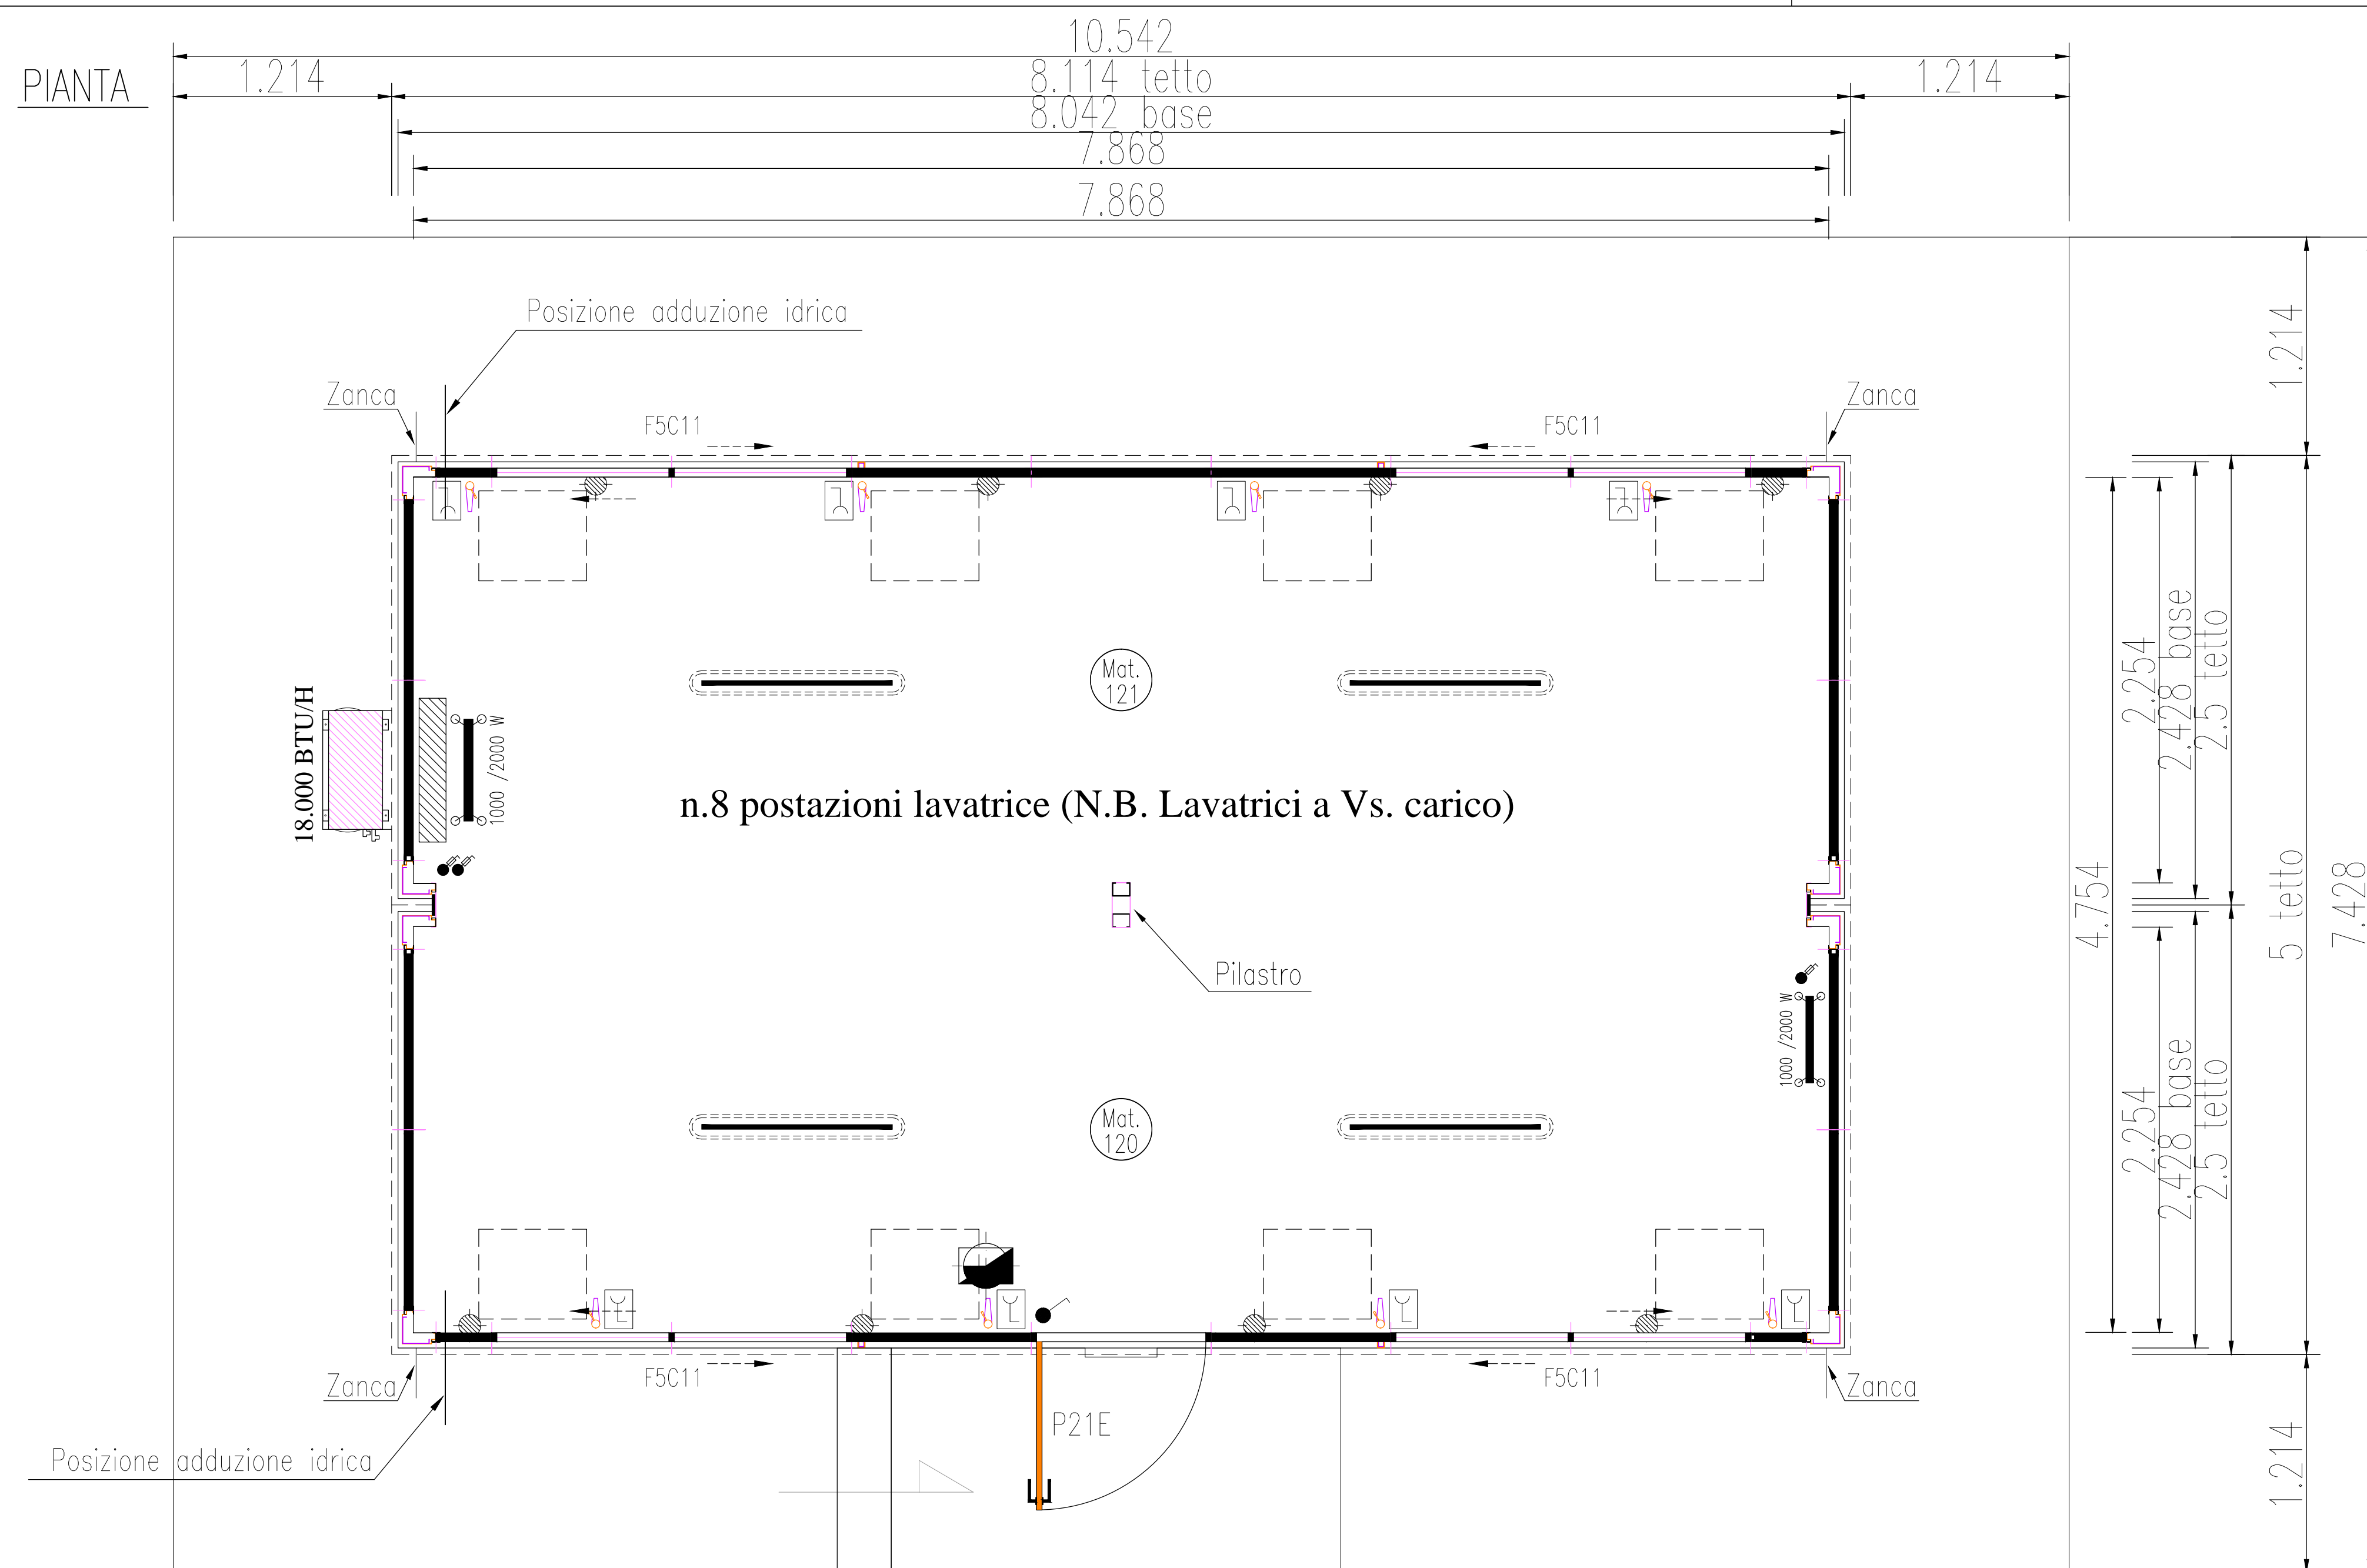 10.542
PIANTA
1.214
8.114 tetto
1.214
8.042 base
7.868
7.868
Posizione adduzione idrica
1.214
Zanca
Zanca
F5C11
F5C11
Mat.
121
18.000 BTU/H
1000 /2000 W
n.8 postazioni lavatrice (N.B. Lavatrici a Vs. carico)
2.254
2.428 base
2.5 tetto
4.754
5 tetto
7.428
Pilastro
1000 /2000 W
Mat.
120
2.254
2.428 base
2.5 tetto
F5C11
F5C11
Zanca
Zanca
P21E
Posizione adduzione idrica
1.214